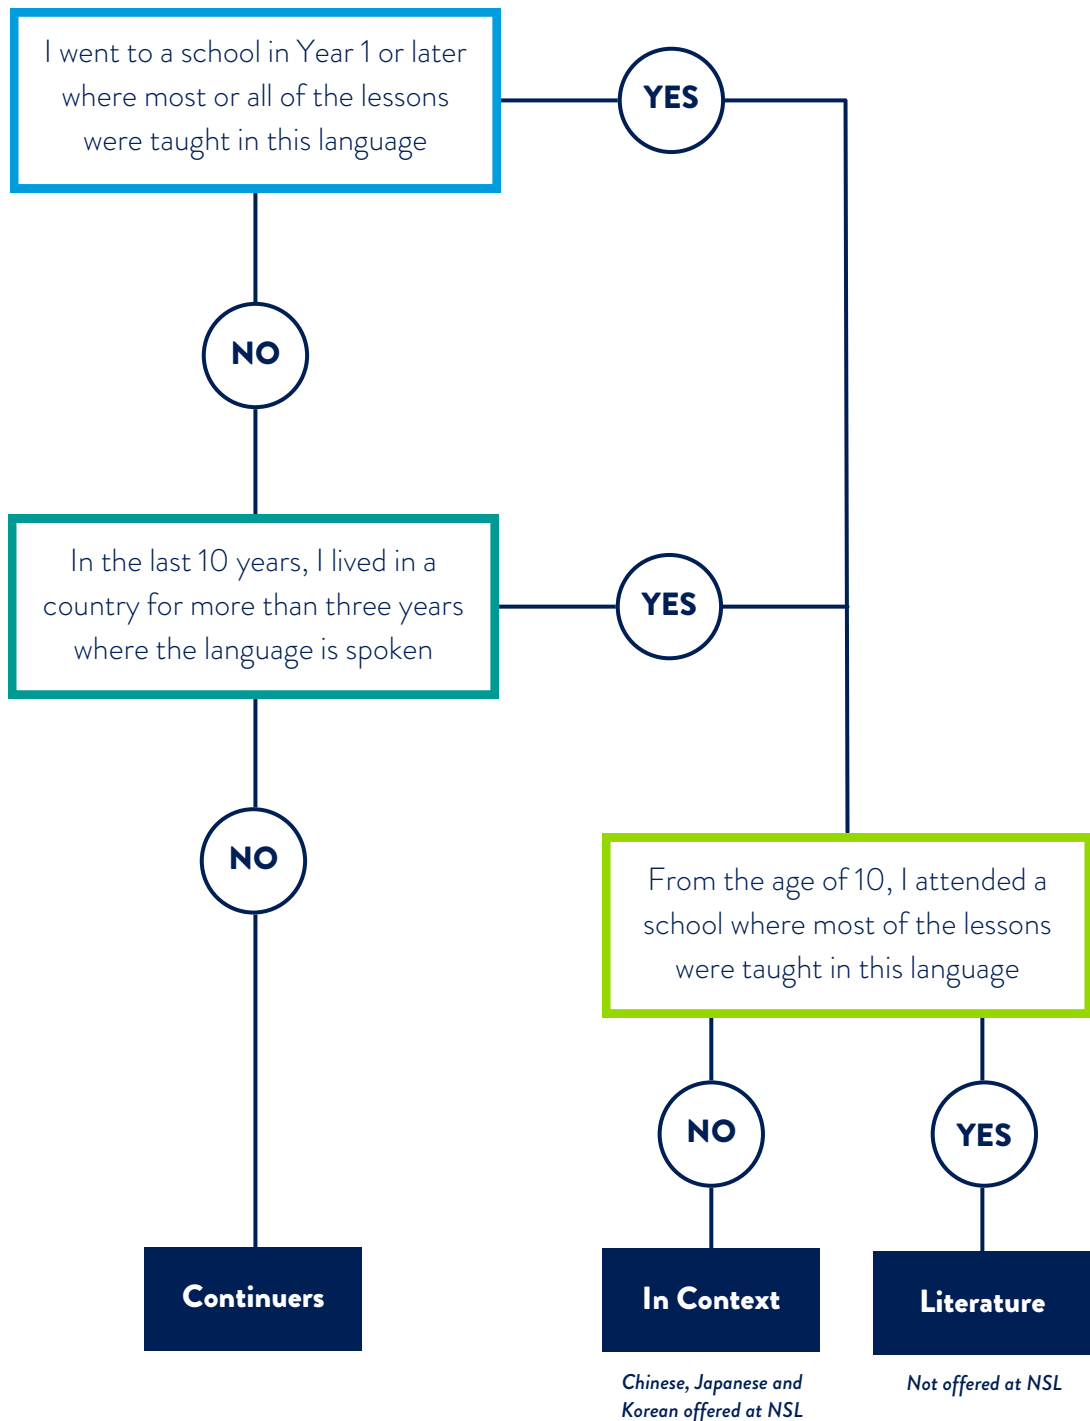 I went to a school in Year 1 or later
where most or all of the lessons
were taught in this language
YES
NO
In the last 10 years, I lived in a
country for more than three years
where the language is spoken
YES
NO
From the age of 10, I attended a
school where most of the lessons
were taught in this language
NO
YES
Continuers
In Context
Literature
Chinese, Japanese and
Korean offered at NSL
Not offered at NSL